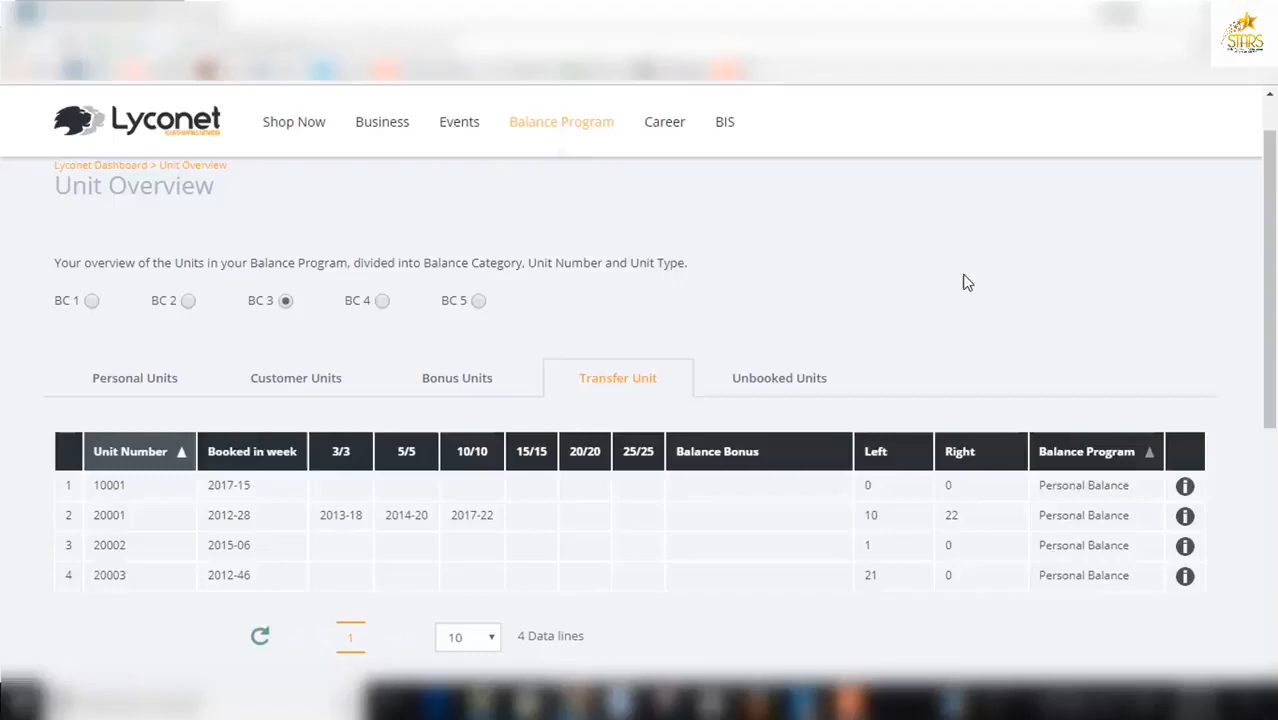 STARS
Lyconet
Shop Now Business Events Balance Program Career BIS
Lyconet Dashboard > Unit Overview
Unit Overview
Your overview of the Units in your Balance Program, divided into Balance Category, Unit Number and Unit Type.
BC 1 BC 2 BC 3 BC 4 BC 5
Personal Units Customer Units Bonus Units Transfer Unit Unbooked Units
Unit Number Booked in week 3/3 5/5 10/10 15/15 20/20 25/25 Balance Bonus Left Right Balance Program
1 10001 2017-15 0 0 Personal Balance
2 20001 2012-28 2013-18 2014-20 2017-22 10 22 Personal Balance
3 20002 2015-06 1 0 Personal Balance
4 20003 2012-46 21 0 Personal Balance
1 10 4 Data lines